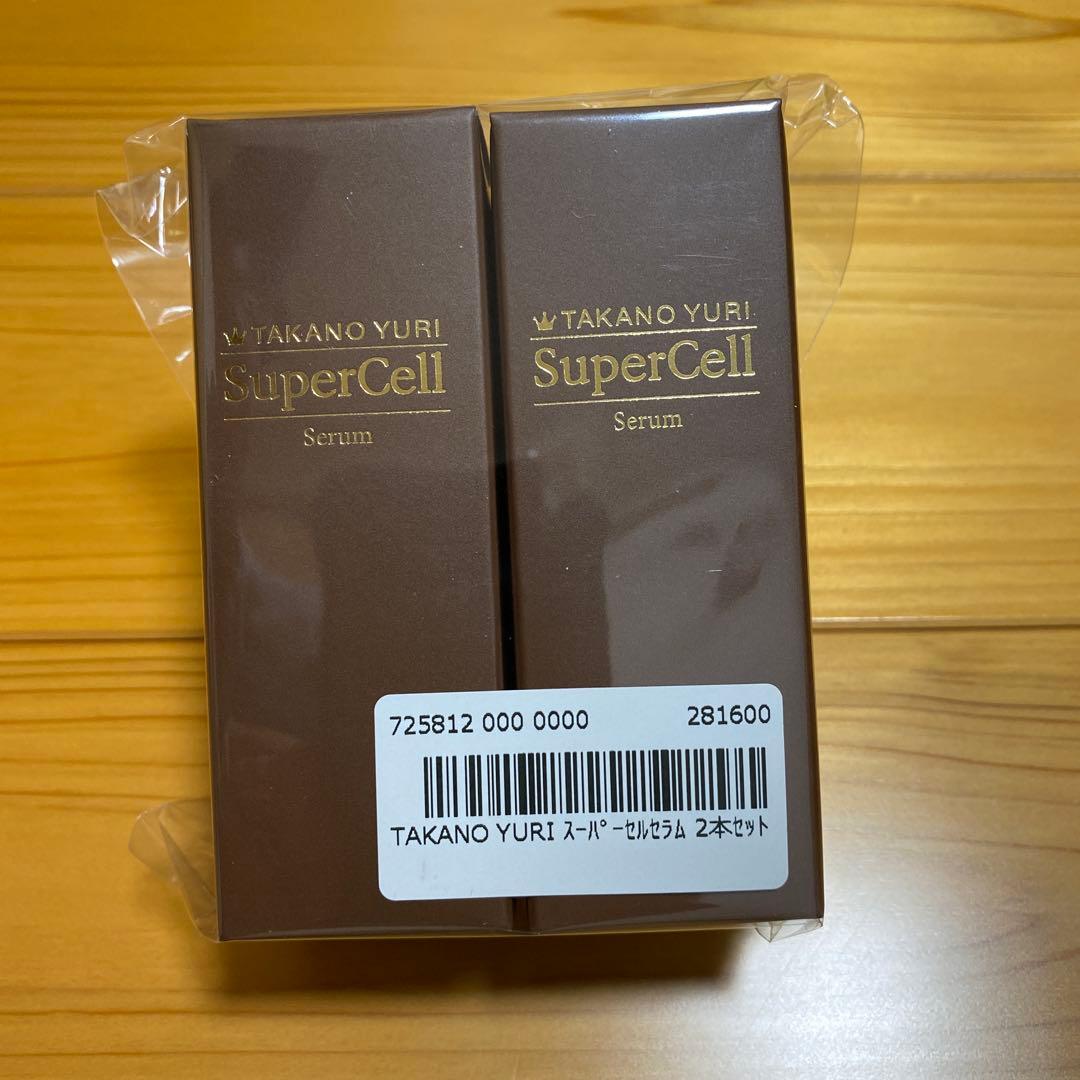 TAKANO YURI
SuperCell
Serum
TAKANO YURI
SuperCell
Serum
725812 000 0000 281600
TAKANO YURI ｽｰﾊﾟｰｾﾙｾﾗﾑ 2本ｾｯﾄ